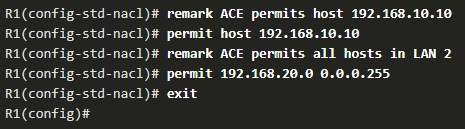 R1(config-std-nacl)# remark ACE permits host 192.168.10.10
R1(config-std-nacl)# permit host 192.168.10.10
R1(config-std-nacl)# remark ACE permits all hosts in LAN 2
R1(config-std-nacl)# permit 192.168.20.0 0.0.0.255
R1(config-std-nacl)# exit
R1(config)#